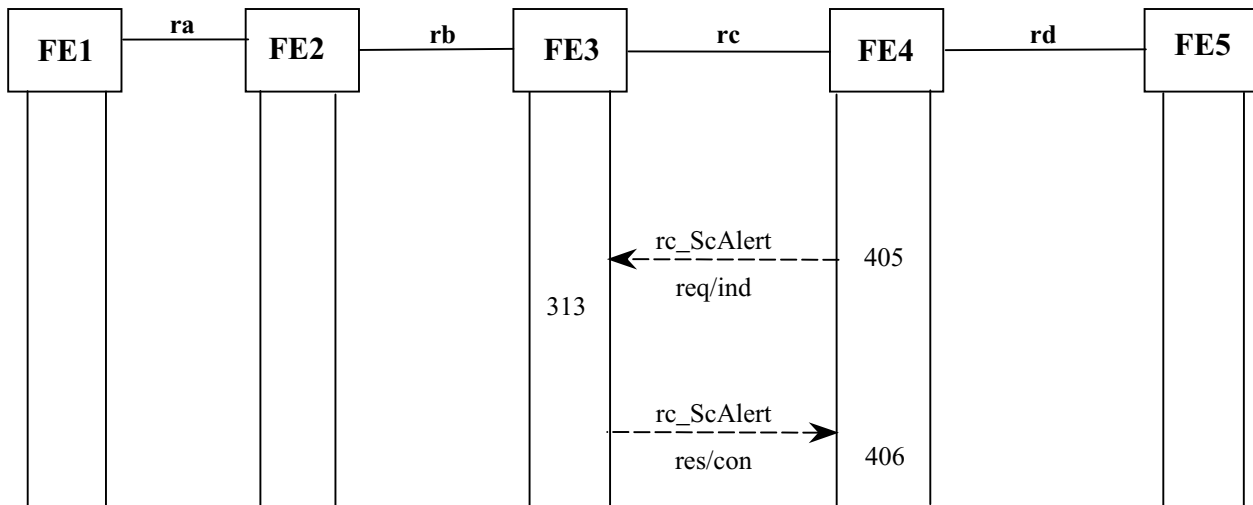 FE1 ra FE2 rb FE3 rc FE4 rd FE5
rc_ScAlert
405
req/ind
313
rc_ScAlert
res/con
406